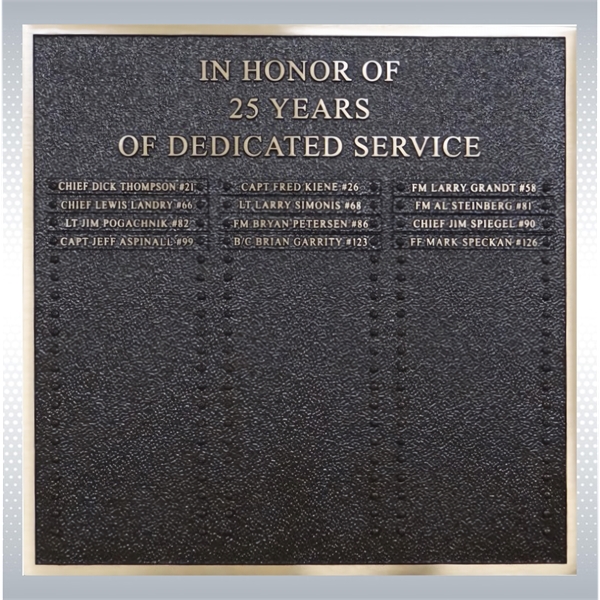 IN HONOR OF
25 YEARS
OF DEDICATED SERVICE
CHIEF DICK THOMPSON #21 CAPT FRED KIENE #26 FM LARRY GRANDT #58
CHIEF LEWIS LANDRY #66 LT LARRY SIMONIS #68 FM AL STEINBERG #81
LT JIM POGACHNIK #82 FM BRYAN PETERSEN #86 CHIEF JIM SPIEGEL #90
CAPT JEFF ASPINALL #99 B/C BRIAN GARRITY #123 FF MARK SPECKAN #126